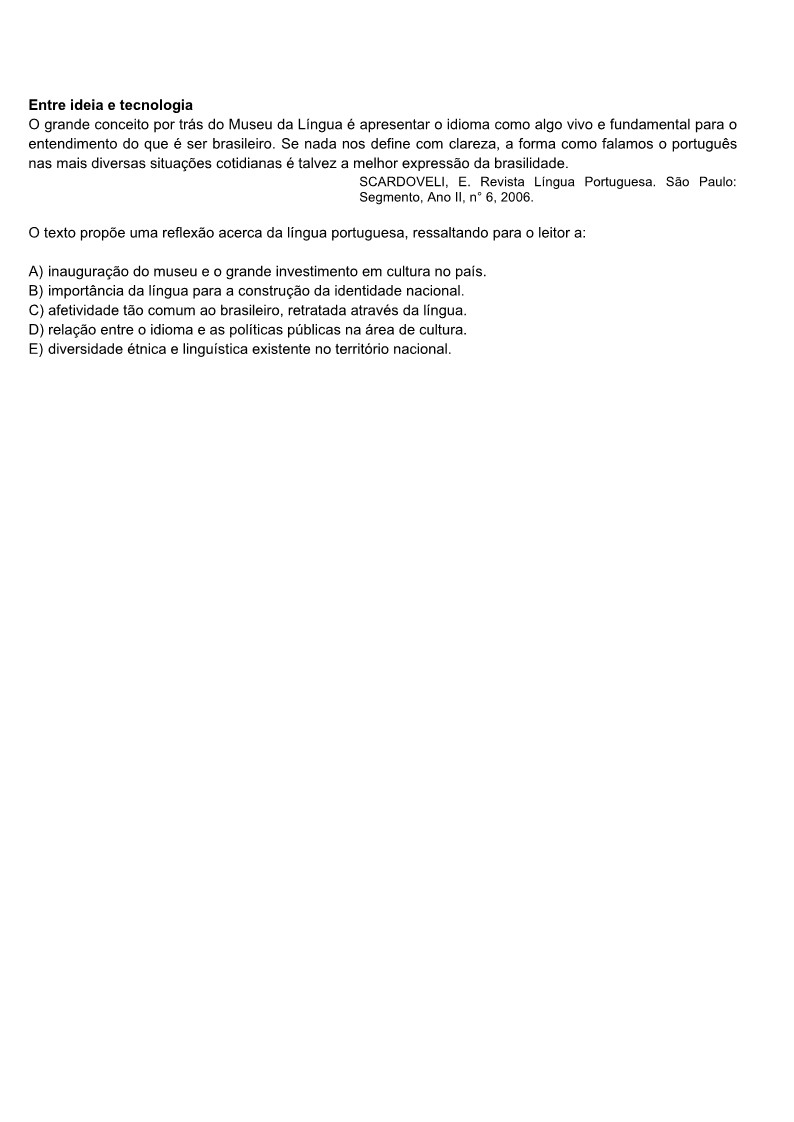 Entre ideia e tecnologia
O grande conceito por trás do Museu da Língua é apresentar o idioma como algo vivo e fundamental para o
entendimento do que é ser brasileiro. Se nada nos define com clareza, a forma como falamos o português
nas mais diversas situações cotidianas é talvez a melhor expressão da brasilidade.
SCARDOVELI, E. Revista Língua Portuguesa. São Paulo:
Segmento, Ano II, n° 6, 2006.
O texto propõe uma reflexão acerca da língua portuguesa, ressaltando para o leitor a:
A) inauguração do museu e o grande investimento em cultura no país.
B) importância da língua para a construção da identidade nacional.
C) afetividade tão comum ao brasileiro, retratada através da língua.
D) relação entre o idioma e as políticas públicas na área de cultura.
E) diversidade étnica e linguística existente no território nacional.